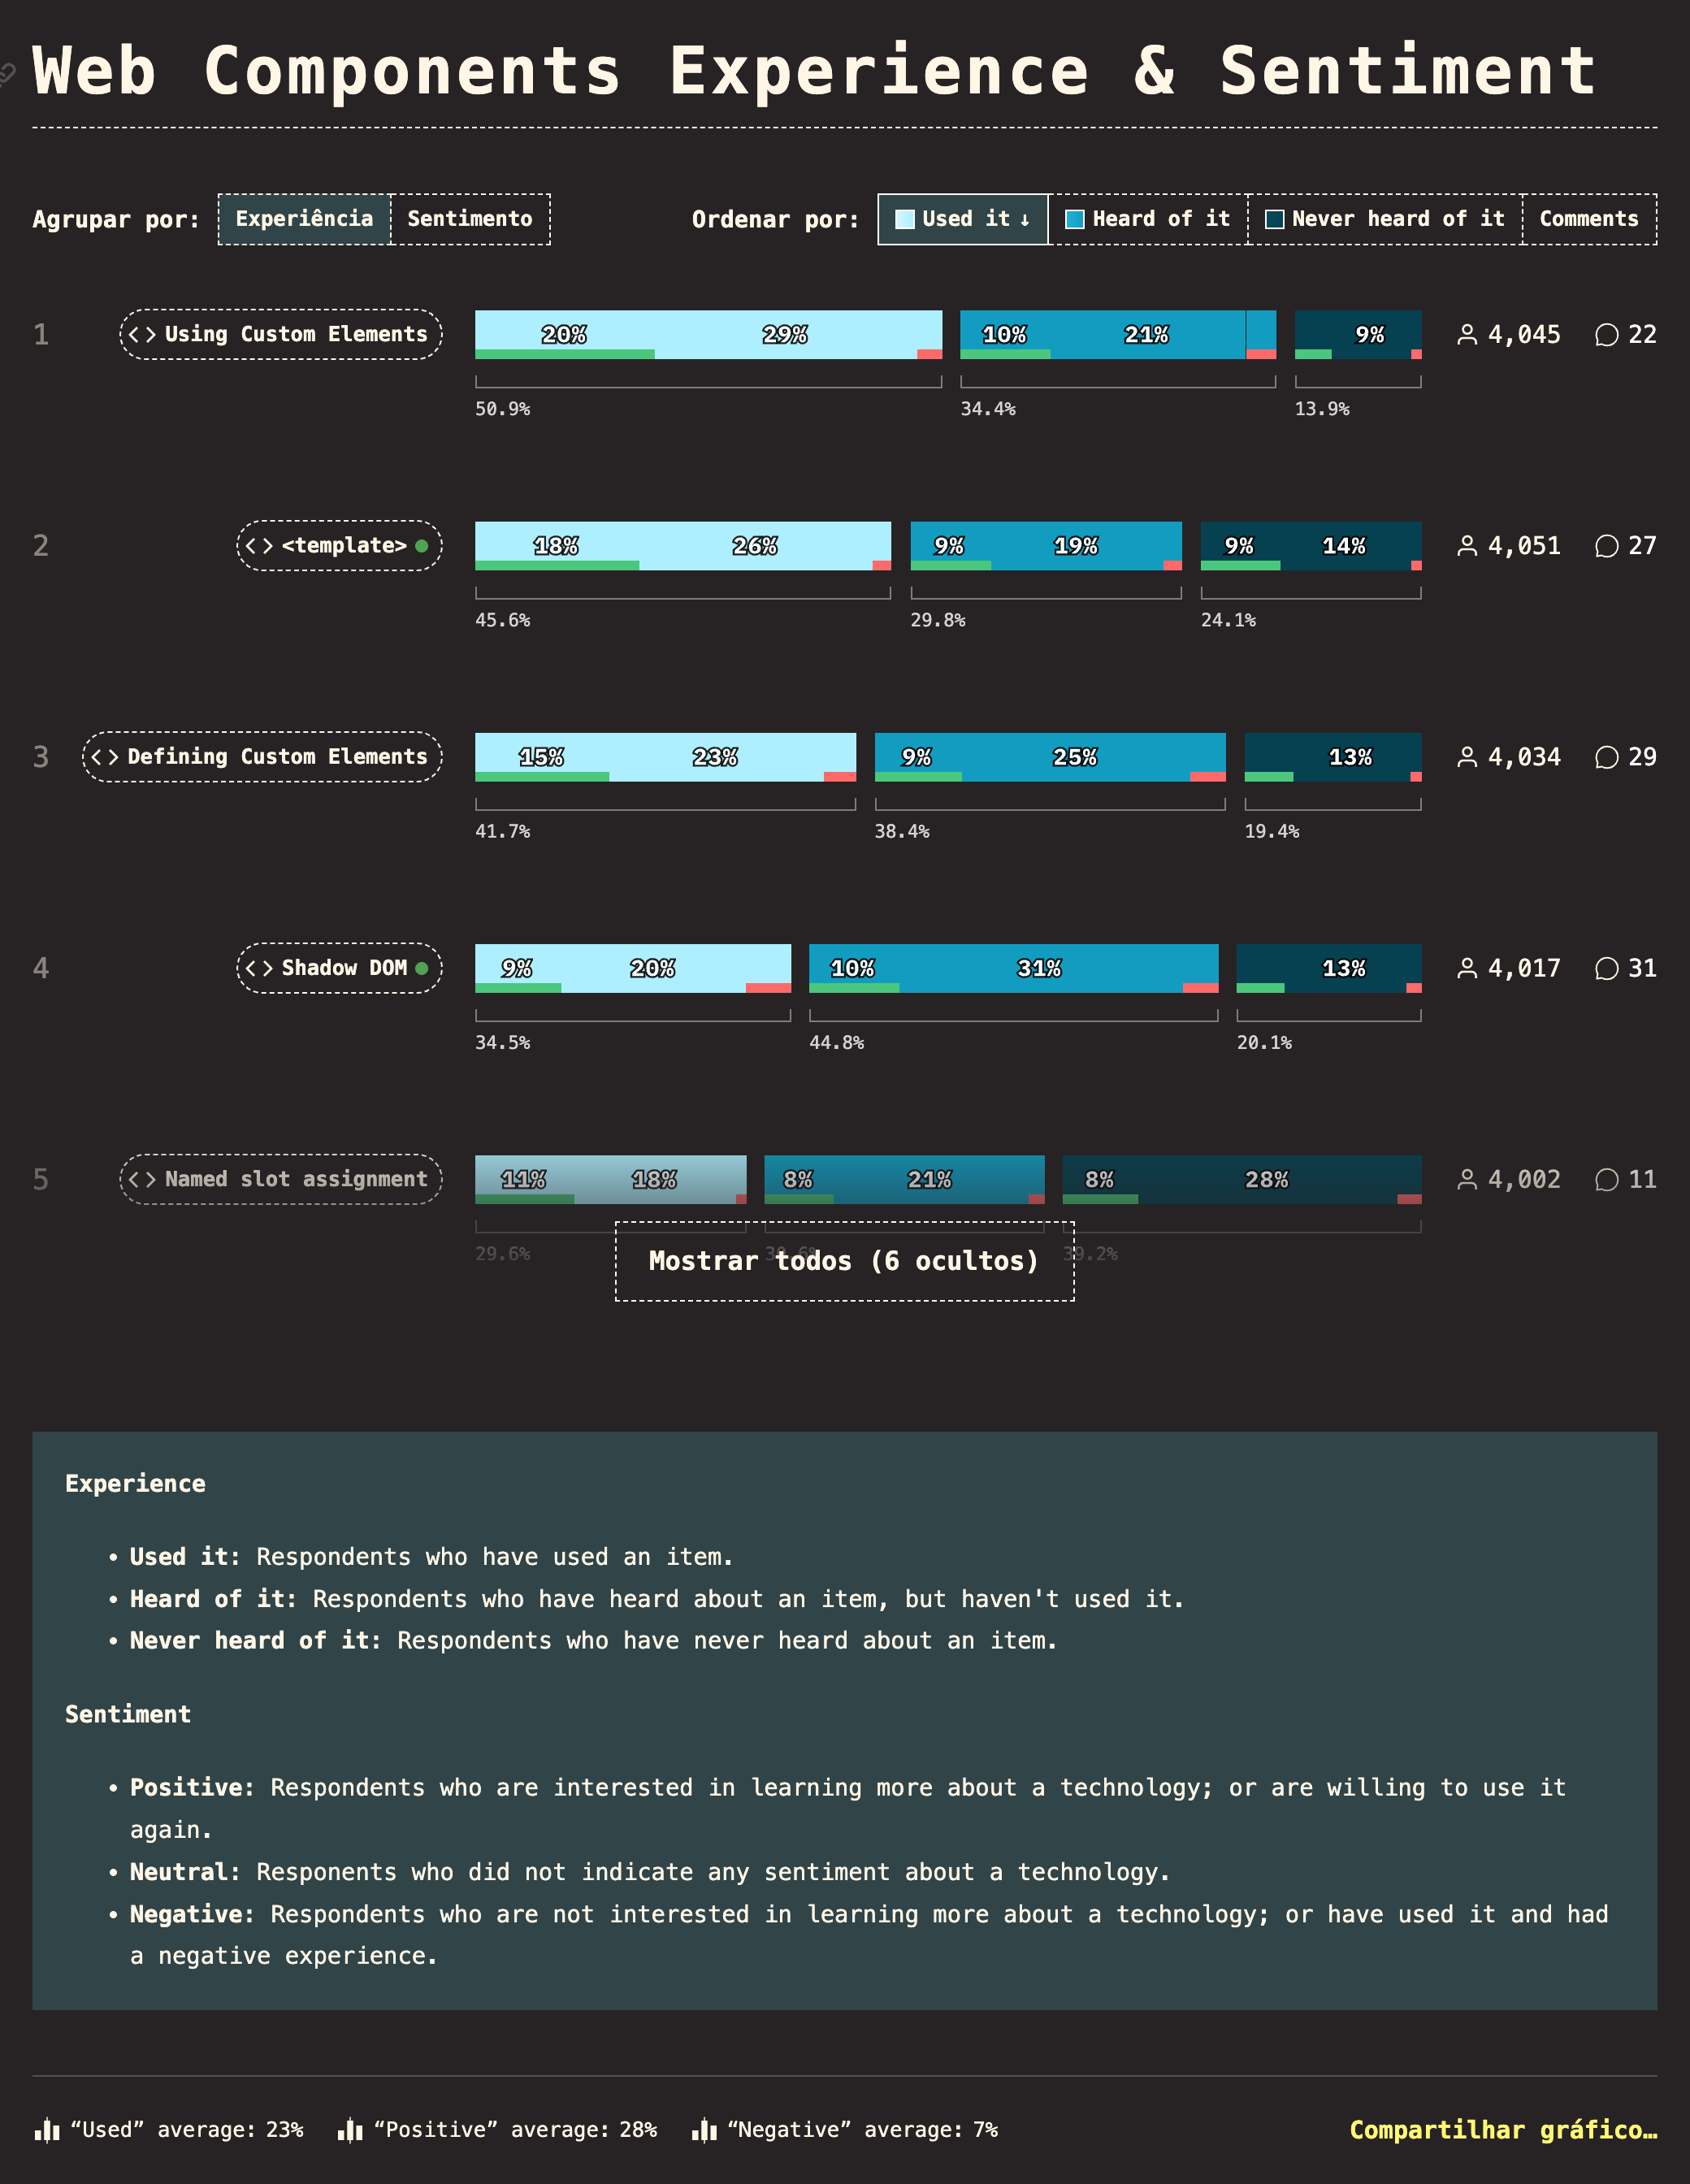 Web Components Experience & Sentiment
Agrupar por: Experiência Sentimento Ordenar por: Used it ↓ Heard of it Never heard of it Comments
1 <> Using Custom Elements 20% 29% 10% 21% 9% 4,045 22
50.9% 34.4% 13.9%
2 <> <template> 18% 26% 9% 19% 9% 14% 4,051 27
45.6% 29.8% 24.1%
3 <> Defining Custom Elements 15% 23% 9% 25% 13% 4,034 29
41.7% 38.4% 19.4%
4 <> Shadow DOM 9% 20% 10% 31% 13% 4,017 31
34.5% 44.8% 20.1%
5 <> Named slot assignment 11% 18% 8% 21% 8% 28% 4,002 11
29.6% 30.6% 39.2%
Mostrar todos (6 ocultos)
Experience
• Used it: Respondents who have used an item.
• Heard of it: Respondents who have heard about an item, but haven't used it.
• Never heard of it: Respondents who have never heard about an item.
Sentiment
• Positive: Respondents who are interested in learning more about a technology; or are willing to use it
again.
• Neutral: Responents who did not indicate any sentiment about a technology.
• Negative: Respondents who are not interested in learning more about a technology; or have used it and had
a negative experience.
“Used” average: 23% “Positive” average: 28% “Negative” average: 7% Compartilhar gráfico…